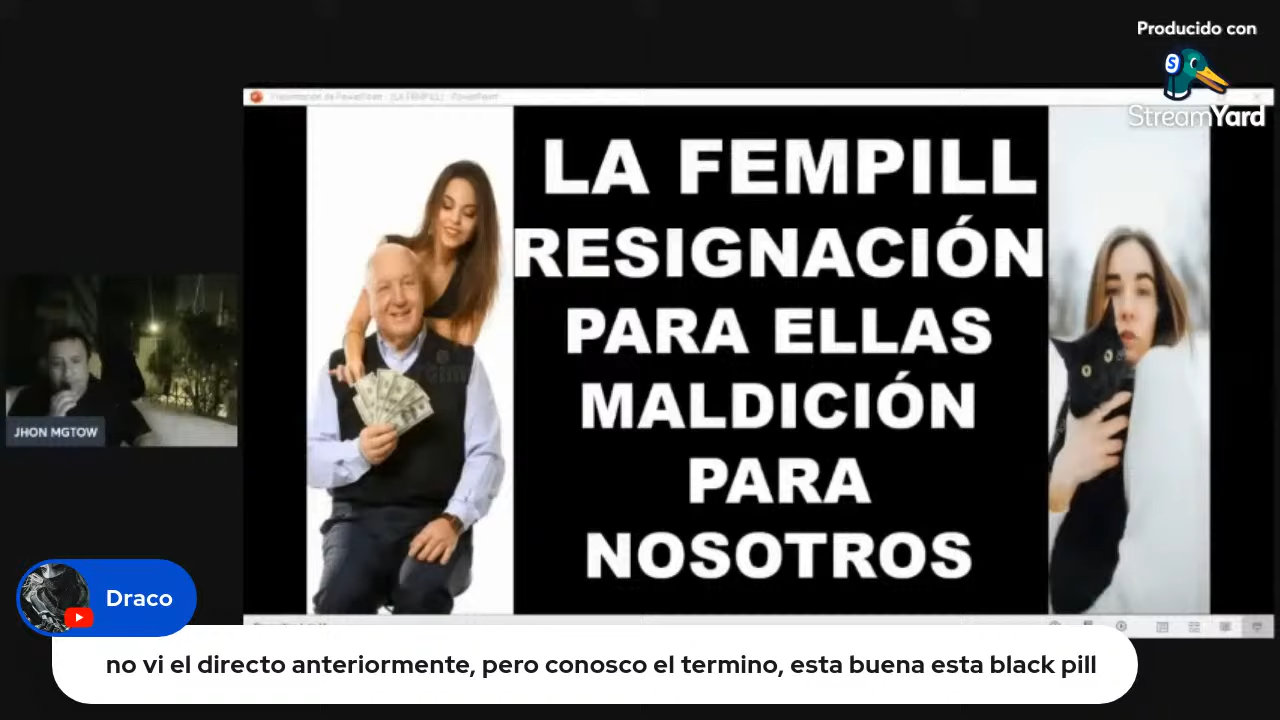 Producido con
StreamYard
LA FEMPILL
RESIGNACIÓN
PARA ELLAS
MALDICIÓN
PARA
NOSOTROS
JHON MGTOW
Draco
no vi el directo anteriormente, pero conosco el termino, esta buena esta black pill